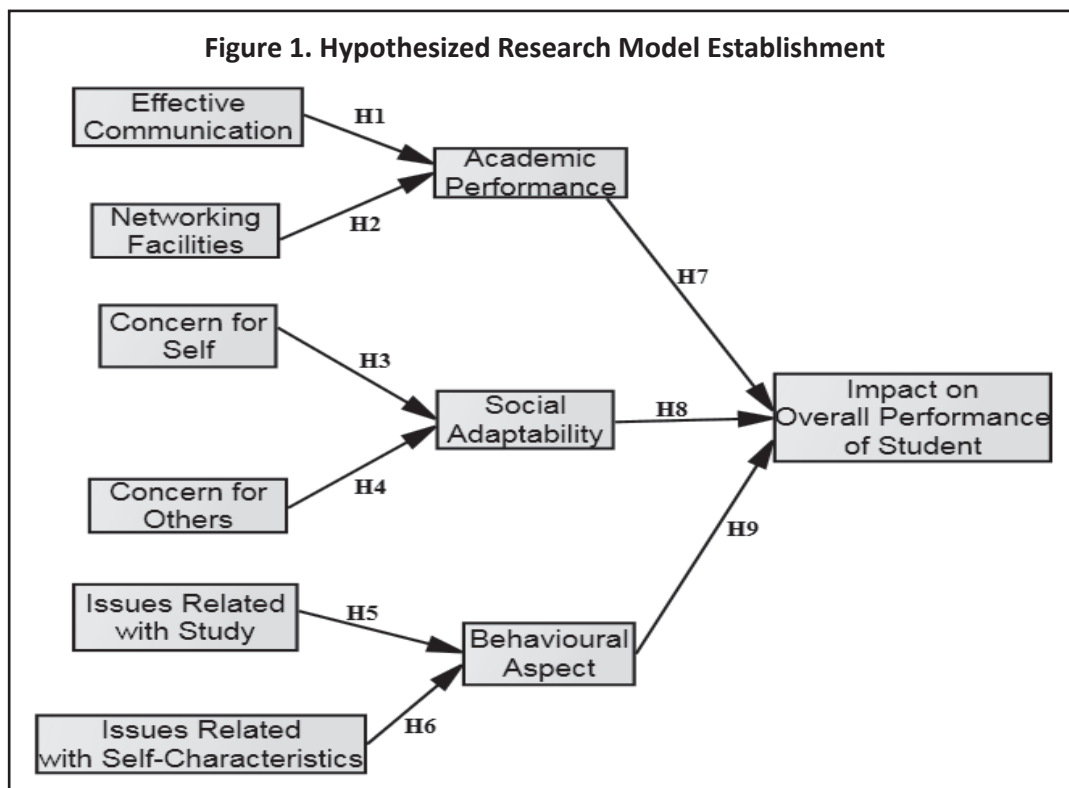 Figure 1. Hypothesized Research Model Establishment
Effective
Communication
H1
Academic
Performance
Networking
Facilities
H2
H7
Concern for
Self
H3
Social
Adaptability
H8
Impact on
Overall Performance
of Student
Concern for
Others
H4
H9
Issues Related
with Study
H5
Behavioural
Aspect
Issues Related
with Self-Characteristics
H6